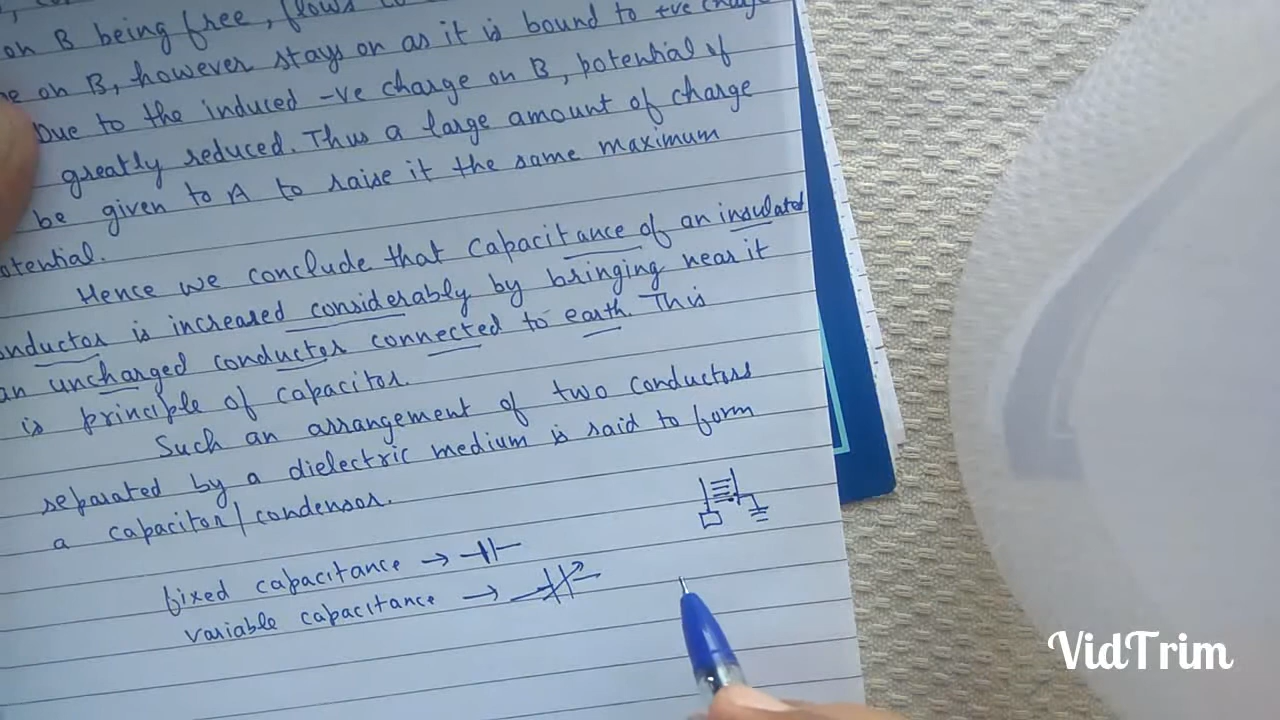 on B being free, flows
on B, however stays on as it is bound to +ve charge
Due to the induced -ve charge on B, potential of
greatly reduced. Thus a large amount of charge
be given to A to raise it the same maximum
otential.
Hence we conclude that capacitance of an insulated
onductor is increased considerably by bringing near it
an uncharged conductor connected to earth. This
is principle of capacitor.
Such an arrangement of two conductors
separated by a dielectric medium is said to form
a capacitor/condensor.
fixed capacitance →
variable capacitance →
VidTrim